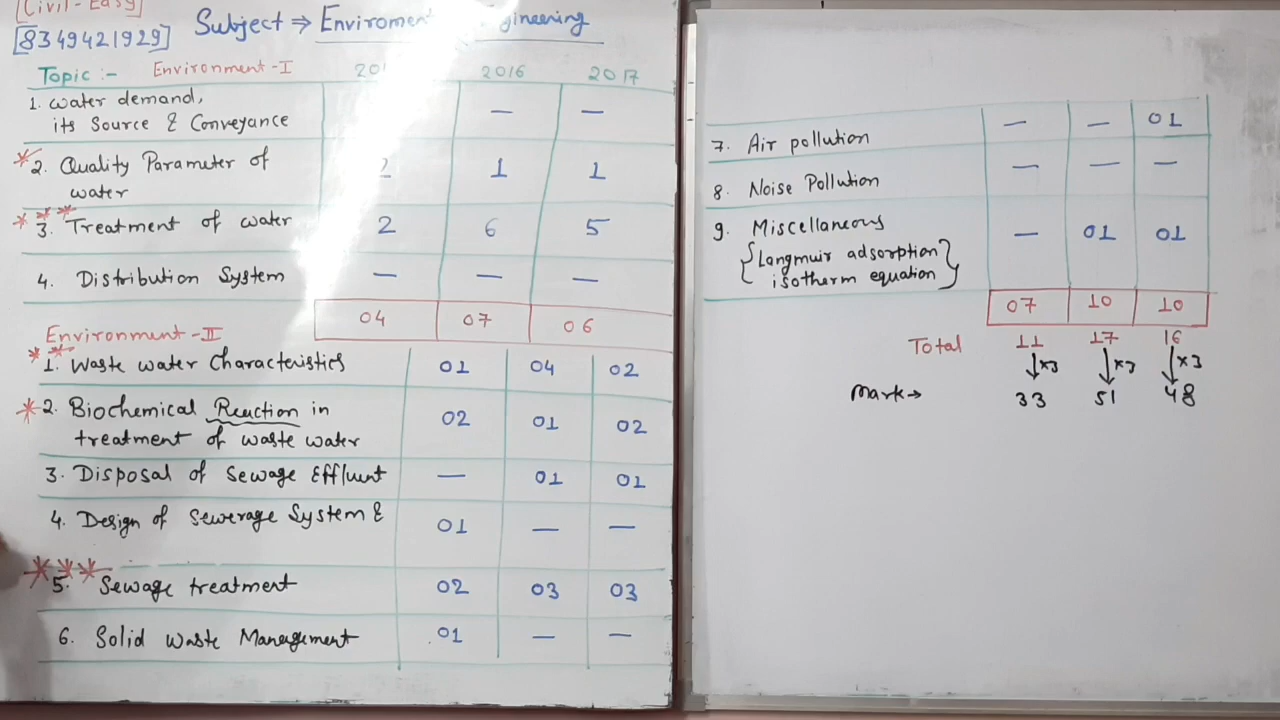 [Civil - Easy]
[8349421929] Subject ⇒ Enviroment gineering
Topic :- Environment-I 201 2016 2017
1. water demand, — —
its Source & Conveyance
2. Quality Parameter of 2 1 1
water
3. Treatment of water 2 6 5
4. Distribution System — — —
04 07 06
Environment-II
1. Waste water Characteristics 01 04 02
2. Biochemical Reaction in 02 01 02
treatment of waste water
3. Disposal of Sewage Effluent — 01 01
4. Design of Sewerage System & 01 — —
5. Sewage treatment 02 03 03
6. Solid Waste Management 01 — —
7. Air pollution — — 01
8. Noise Pollution — — —
9. Miscellaneous — 01 01
{Langmuir adsorption
isotherm equation}
07 10 10
Total 11 17 16
×3 ×3 ×3
Mark→ 33 51 48